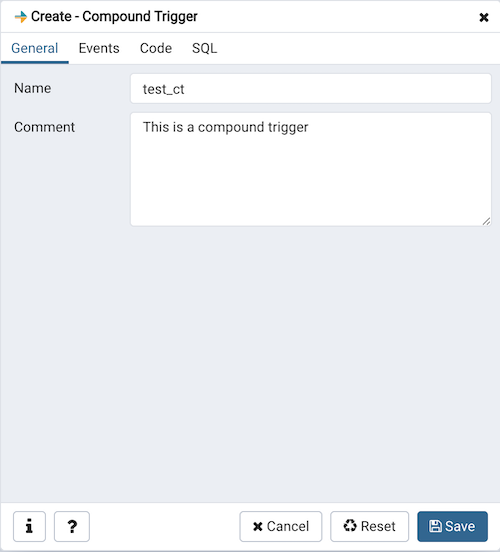 Create - Compound Trigger
General Events Code SQL
Name test_ct
Comment This is a compound trigger
i ? Cancel Reset Save